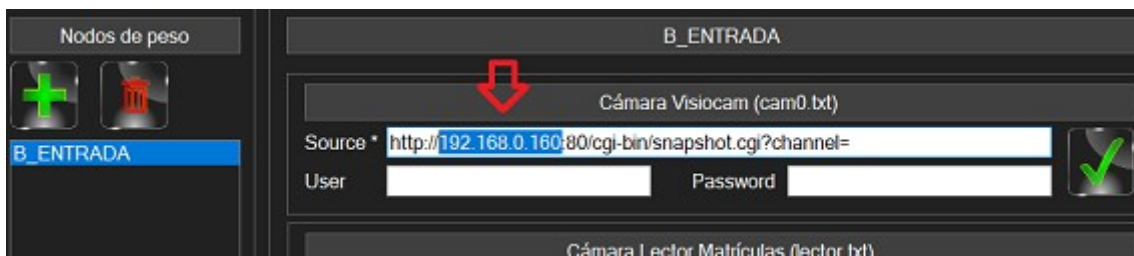 Nodos de peso
B_ENTRADA
B_ENTRADA
Cámara Visiocam (cam0.txt)
Source * http://192.168.0.160:80/cgi-bin/snapshot.cgi?channel=
User
Password
Cámara Lector Matrículas (lector.txt)